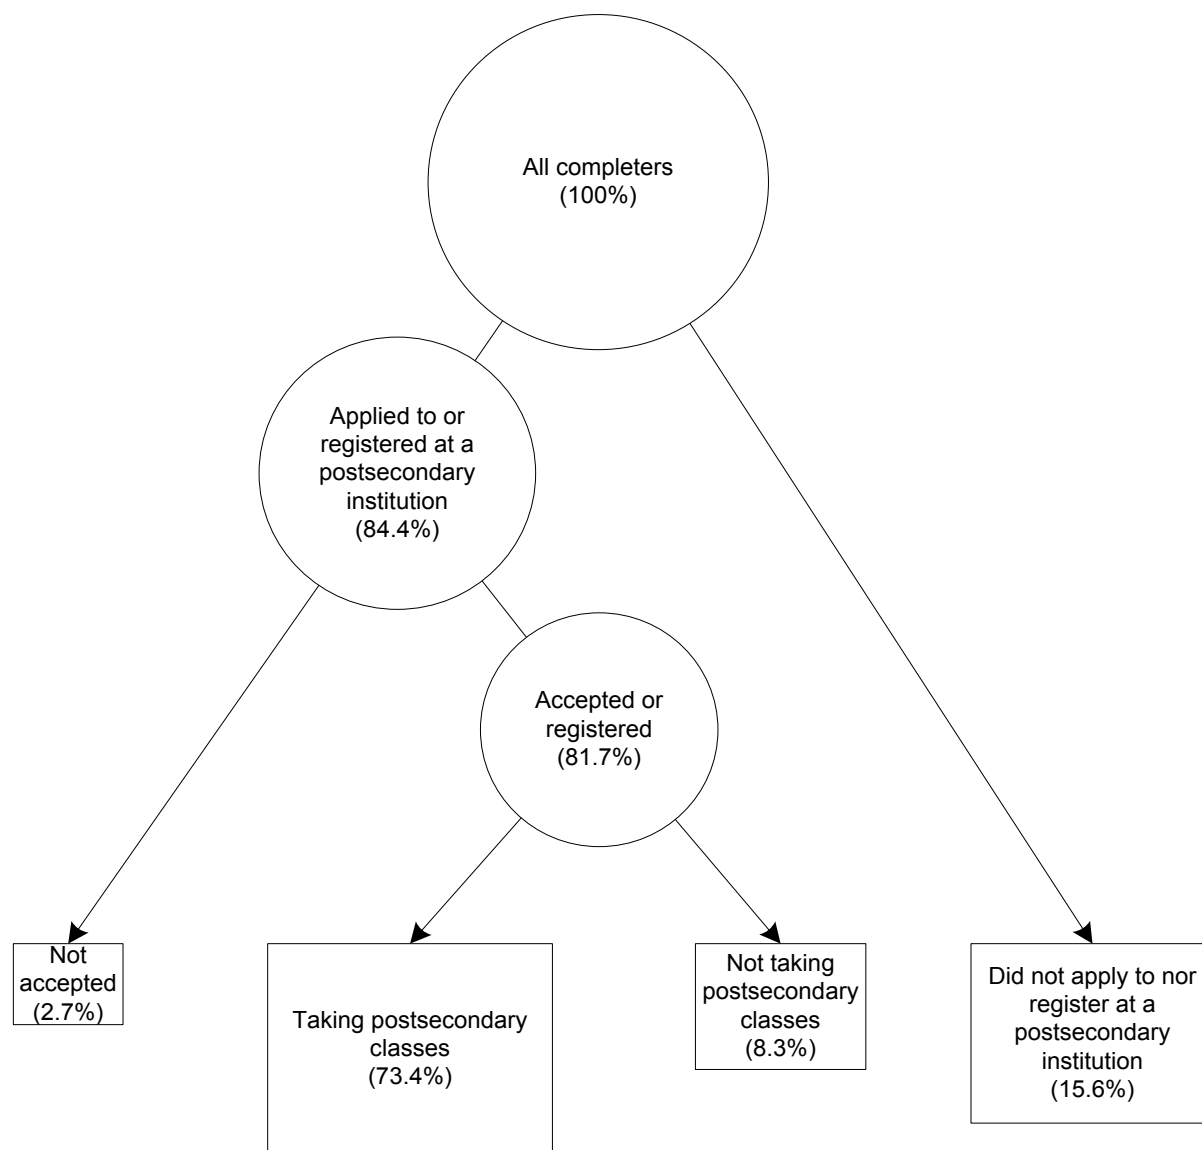 All completers
(100%)
Applied to or
registered at a
postsecondary
institution
(84.4%)
Accepted or
registered
(81.7%)
Not
accepted
(2.7%)
Taking postsecondary
classes
(73.4%)
Not taking
postsecondary
classes
(8.3%)
Did not apply to nor
register at a
postsecondary
institution
(15.6%)